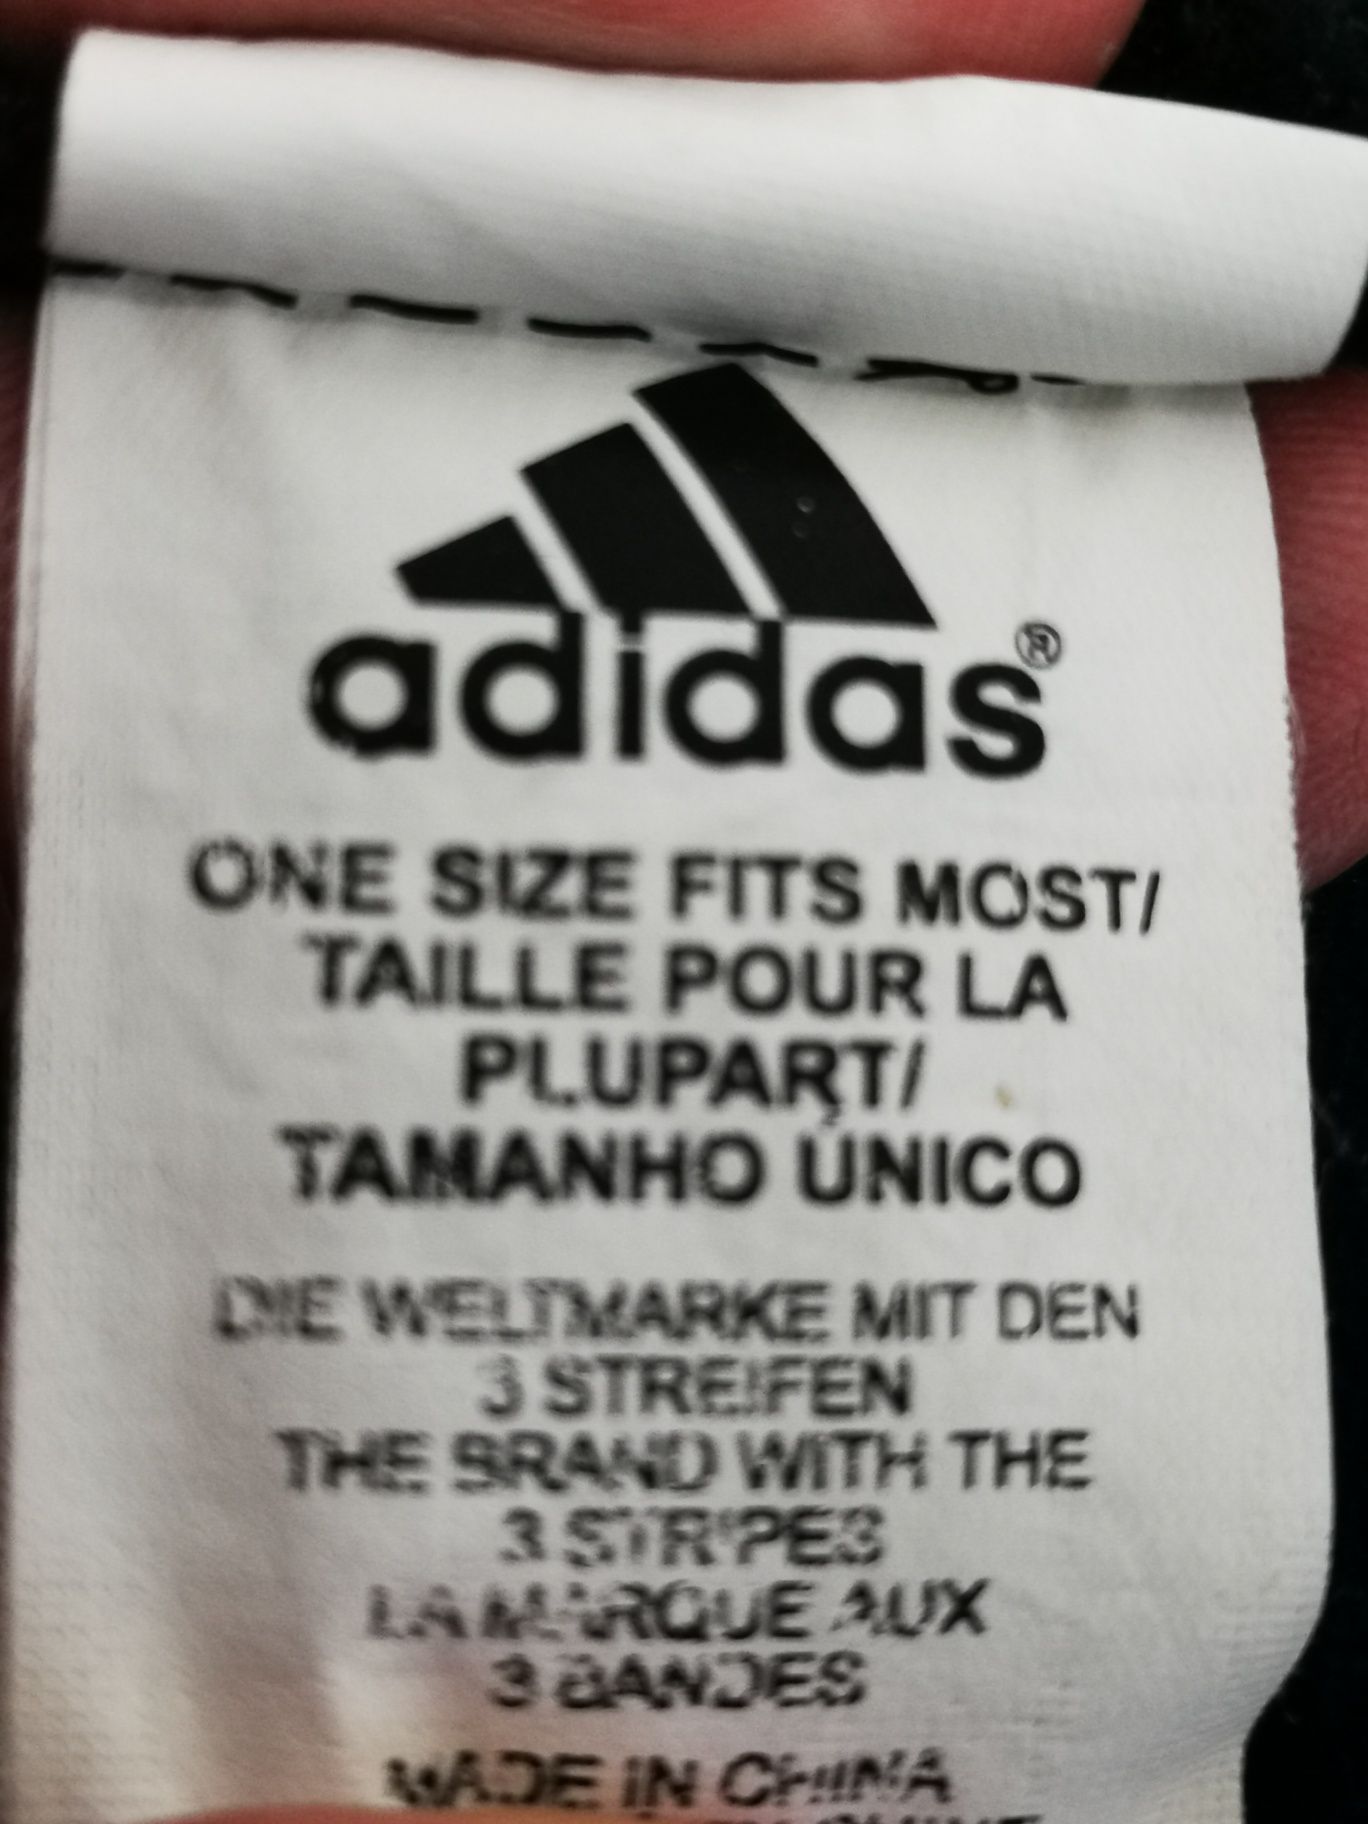 adidas®
ONE SIZE FITS MOST/
TAILLE POUR LA
PLUPART/
TAMANHO ÚNICO
DIE WELTMARKE MIT DEN
3 STREIFEN
THE BRAND WITH THE
3 STRIPES
LA MARQUE AUX
3 BANDES
MADE IN CHINA